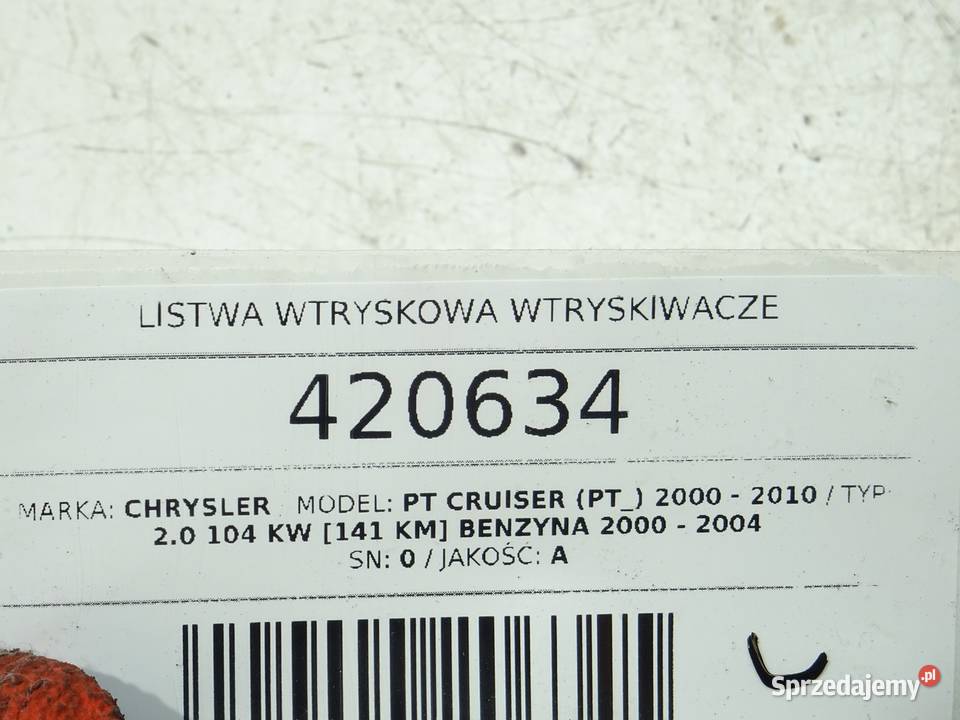 LISTWA WTRYSKOWA WTRYSKIWACZE
420634
MARKA: CHRYSLER MODEL: PT CRUISER (PT_) 2000 - 2010 / TYP:
2.0 104 KW [141 KM] BENZYNA 2000 - 2004
SN: 0 / JAKOŚĆ: A
Sprzedajemy.pl